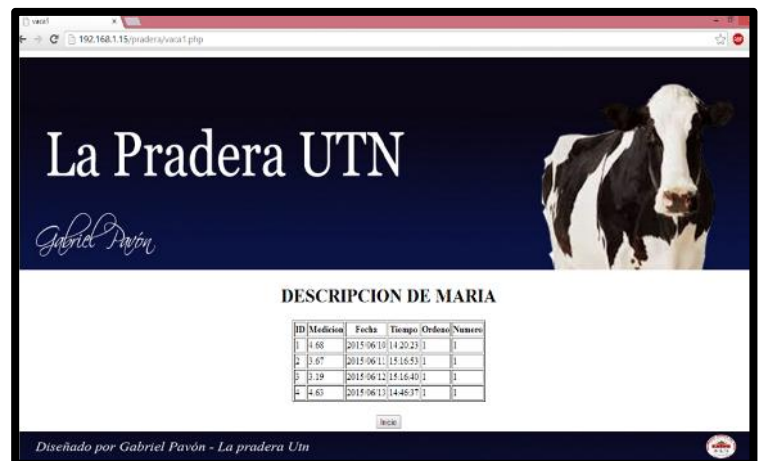 vaca1
192.168.1.15/pradera/vaca1.php
La Pradera UTN
Gabriel Pavón
DESCRIPCION DE MARIA
ID Medicion Fecha Tiempo Ordeno Numero
1 4.68 2015/06/10 14:20:23 1 1
2 3.67 2015/06/11 15:16:53 1 1
3 3.19 2015/06/12 15:16:40 1 1
4 4.63 2015/06/13 14:46:37 1 1
Inicio
Diseñado por Gabriel Pavón - La pradera Utn